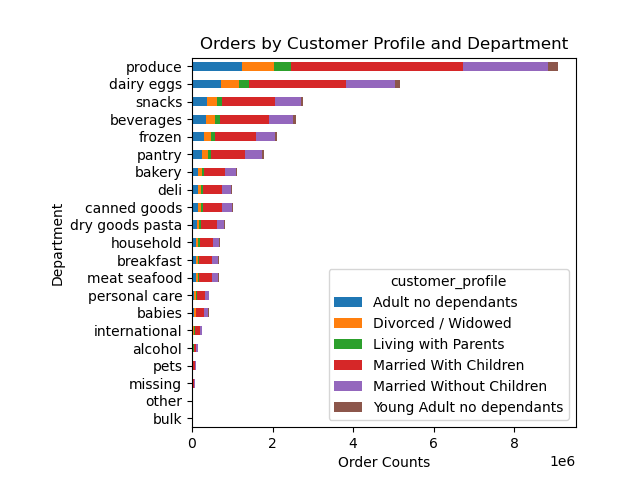 Orders by Customer Profile and Department
Department
produce
dairy eggs
snacks
beverages
frozen
pantry
bakery
deli
canned goods
dry goods pasta
household
breakfast
meat seafood
personal care
babies
international
alcohol
pets
missing
other
bulk
customer_profile
Adult no dependants
Divorced / Widowed
Living with Parents
Married With Children
Married Without Children
Young Adult no dependants
0 2 4 6 8
Order Counts
1e6